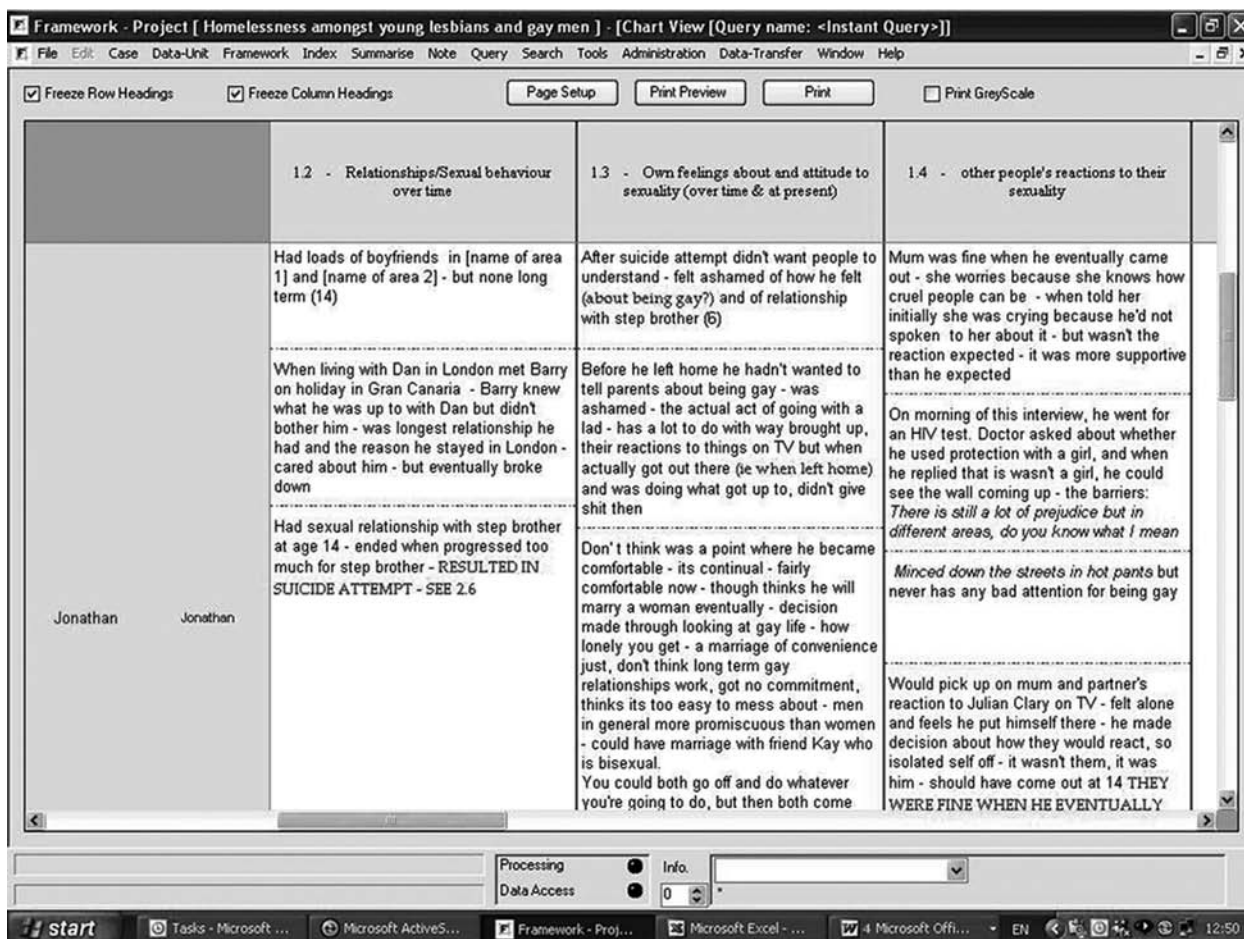 Framework - Project [ Homelessness amongst young lesbians and gay men ] - [Chart View [Query name: <Instant Query>]]
File Edit Case Data-Unit Framework Index Summarise Note Query Search Tools Administration Data-Transfer Window Help
Freeze Row Headings Freeze Column Headings Page Setup Print Preview Print Print GreyScale
1.2 - Relationships/Sexual behaviour
over time
1.3 - Own feelings about and attitude to
sexuality (over time & at present)
1.4 - other people's reactions to their
sexuality
Jonathan Jonathan
Had loads of boyfriends in [name of area
1] and [name of area 2] - but none long
term (14)
When living with Dan in London met Barry
on holiday in Gran Canaria - Barry knew
what he was up to with Dan but didn't
bother him - was longest relationship he
had and the reason he stayed in London -
cared about him - but eventually broke
down
Had sexual relationship with step brother
at age 14 - ended when progressed too
much for step brother - RESULTED IN
SUICIDE ATTEMPT - SEE 2.6
After suicide attempt didn't want people to
understand - felt ashamed of how he felt
(about being gay?) and of relationship
with step brother (6)
Before he left home he hadn't wanted to
tell parents about being gay - was
ashamed - the actual act of going with a
lad - has a lot to do with way brought up,
their reactions to things on TV but when
actually got out there (ie when left home)
and was doing what got up to, didn't give
shit then
Don't think was a point where he became
comfortable - its continual - fairly
comfortable now - though thinks he will
marry a woman eventually - decision
made through looking at gay life - how
lonely you get - a marriage of convenience
just, don't think long term gay
relationships work, got no commitment,
thinks its too easy to mess about - men
in general more promiscuous than women
- could have marriage with friend Kay who
is bisexual.
You could both go off and do whatever
you're going to do, but then both come
Mum was fine when he eventually came
out - she worries because she knows how
cruel people can be - when told her
initially she was crying because he'd not
spoken to her about it - but wasn't the
reaction expected - it was more supportive
than he expected
On morning of this interview, he went for
an HIV test. Doctor asked about whether
he used protection with a girl, and when
he replied that is wasn't a girl, he could
see the wall coming up - the barriers:
There is still a lot of prejudice but in
different areas, do you know what I mean
Minced down the streets in hot pants but
never has any bad attention for being gay
Would pick up on mum and partner's
reaction to Julian Clary on TV - felt alone
and feels he put himself there - he made
decision about how they would react, so
isolated self off - it wasn't them, it was
him - should have come out at 14 THEY
WERE FINE WHEN HE EVENTUALLY
Processing Info.
Data Access 0 *
start Tasks - Microsoft ... Microsoft ActiveS... Framework - Proj... Microsoft Excel - ... 4 Microsoft Offi... EN 12:50